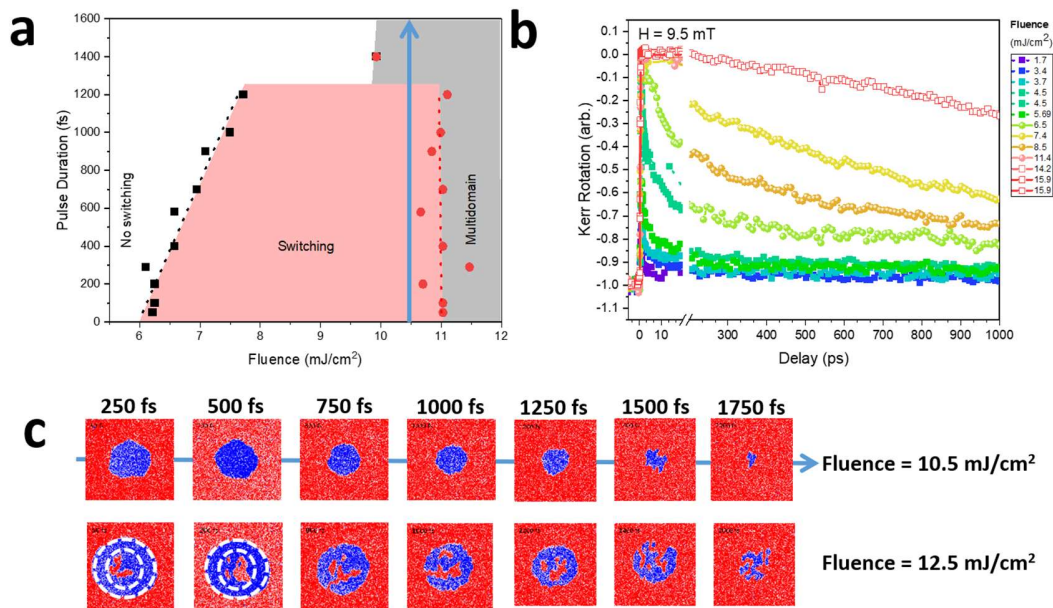 a
1600
1400
1200
1000
800
600
400
200
0
Pulse Duration (fs)
No switching
Switching
Multidomain
6
7
8
9
10
11
12
Fluence (mJ/cm²)
b
H = 9.5 mT
0.0
-0.1
-0.2
-0.3
-0.4
-0.5
-0.6
-0.7
-0.8
-0.9
-1.0
-1.1
Kerr Rotation (arb.)
0
10
300
400
500
600
700
800
900
1000
Delay (ps)
Fluence
(mJ/cm²)
1.7
3.4
3.7
4.5
4.5
5.69
6.5
7.4
8.5
11.4
14.2
15.9
15.9
c
250 fs
500 fs
750 fs
1000 fs
1250 fs
1500 fs
1750 fs
Fluence = 10.5 mJ/cm²
Fluence = 12.5 mJ/cm²